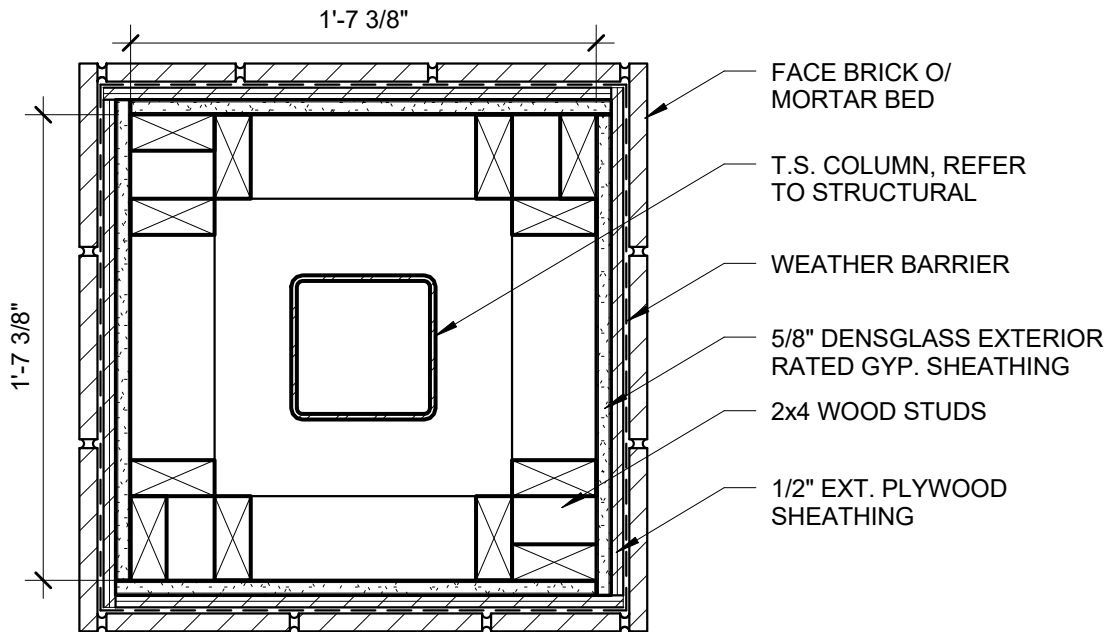 1'-7 3/8"
FACE BRICK O/
MORTAR BED
T.S. COLUMN, REFER
TO STRUCTURAL
WEATHER BARRIER
1'-7 3/8"
5/8" DENSGLASS EXTERIOR
RATED GYP. SHEATHING
2x4 WOOD STUDS
1/2" EXT. PLYWOOD
SHEATHING